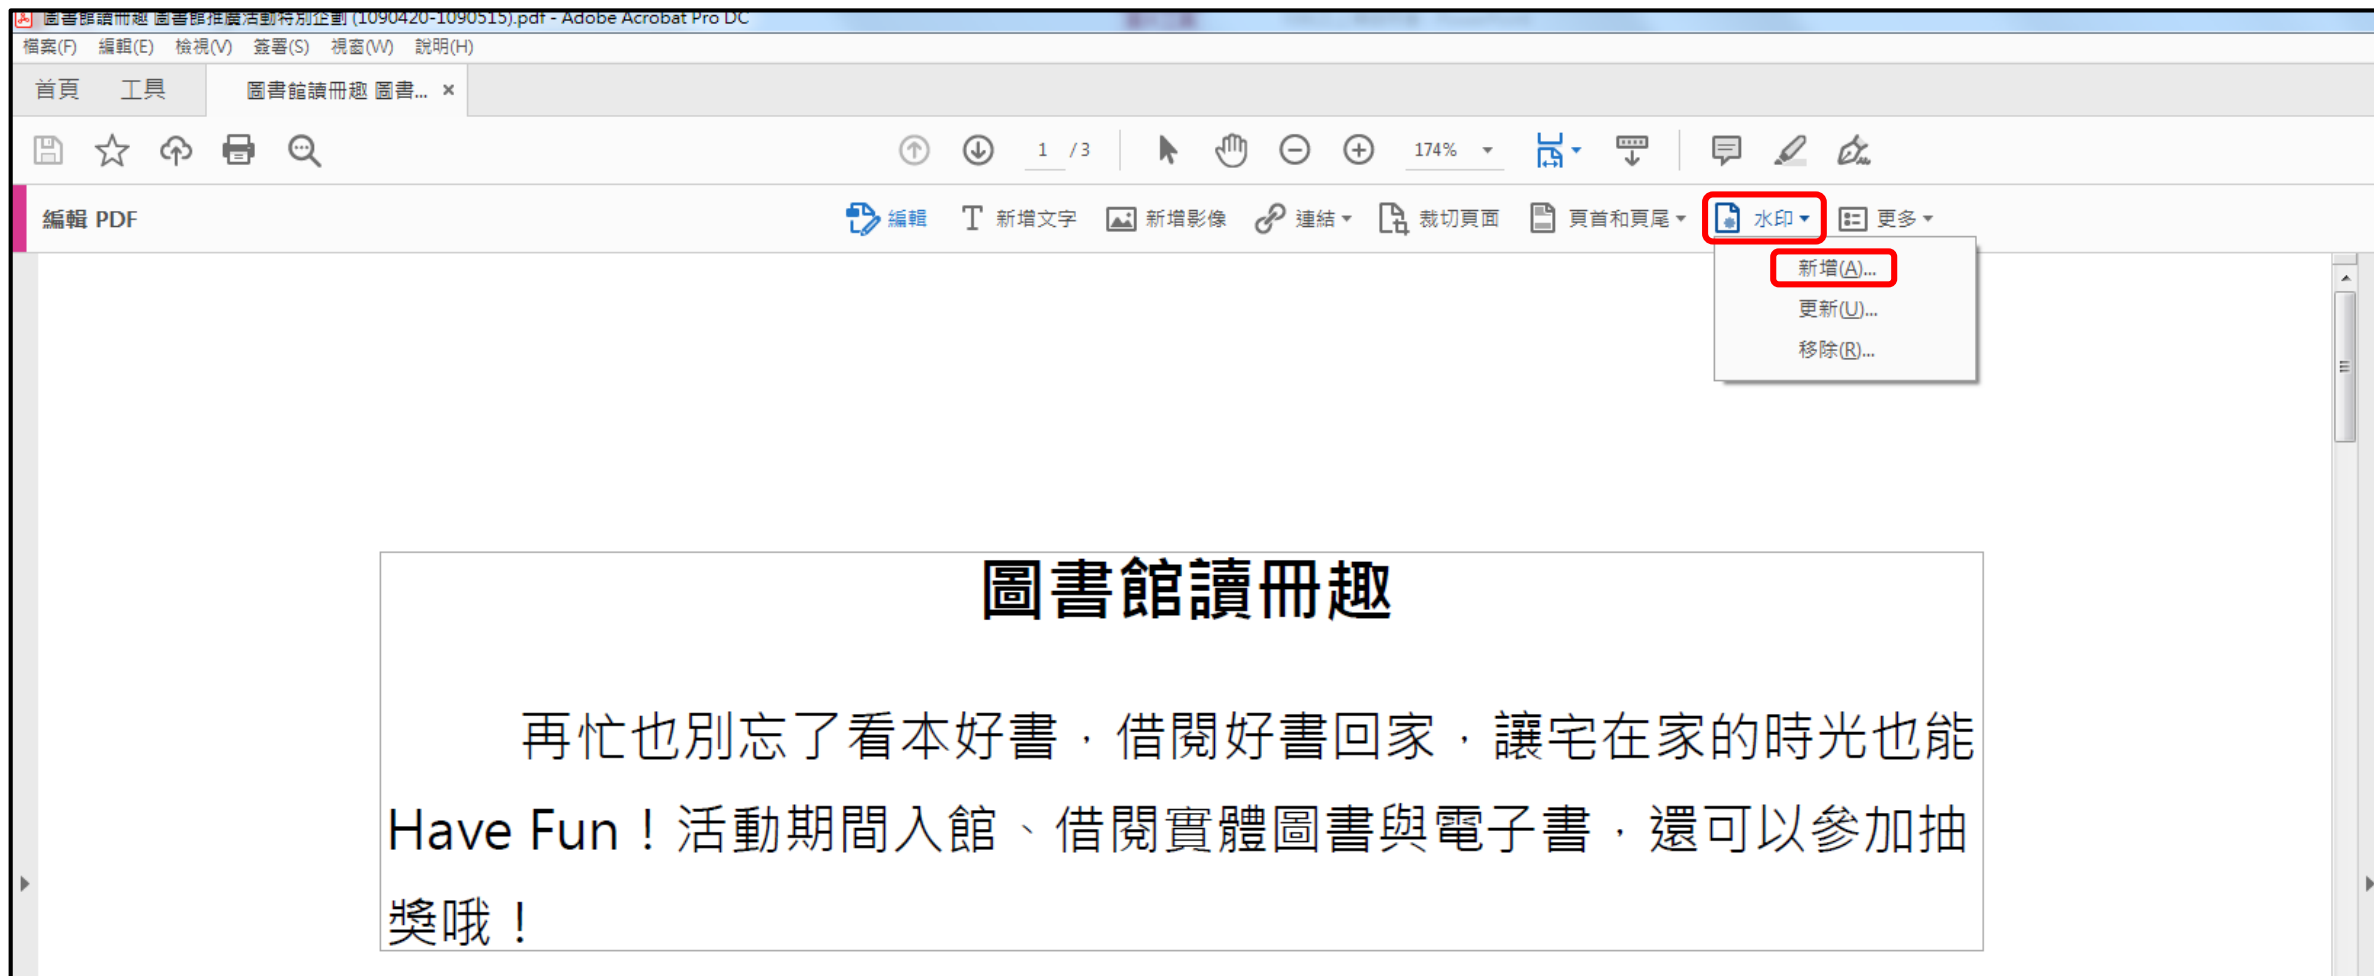 圖書館讀冊趣 圖書館推廣活動特別企劃 (1090420-1090515).pdf - Adobe Acrobat Pro DC
檔案(F) 編輯(E) 檢視(V) 簽署(S) 視窗(W) 說明(H)
首頁 工具 圖書館讀冊趣 圖書... ×
1 /3 174%
編輯 PDF 編輯 新增文字 新增影像 連結 裁切頁面 頁首和頁尾 水印 更多
新增(A)...
更新(U)...
移除(R)...
圖書館讀冊趣
再忙也別忘了看本好書，借閱好書回家，讓宅在家的時光也能
Have Fun！活動期間入館、借閱實體圖書與電子書，還可以參加抽
獎哦！